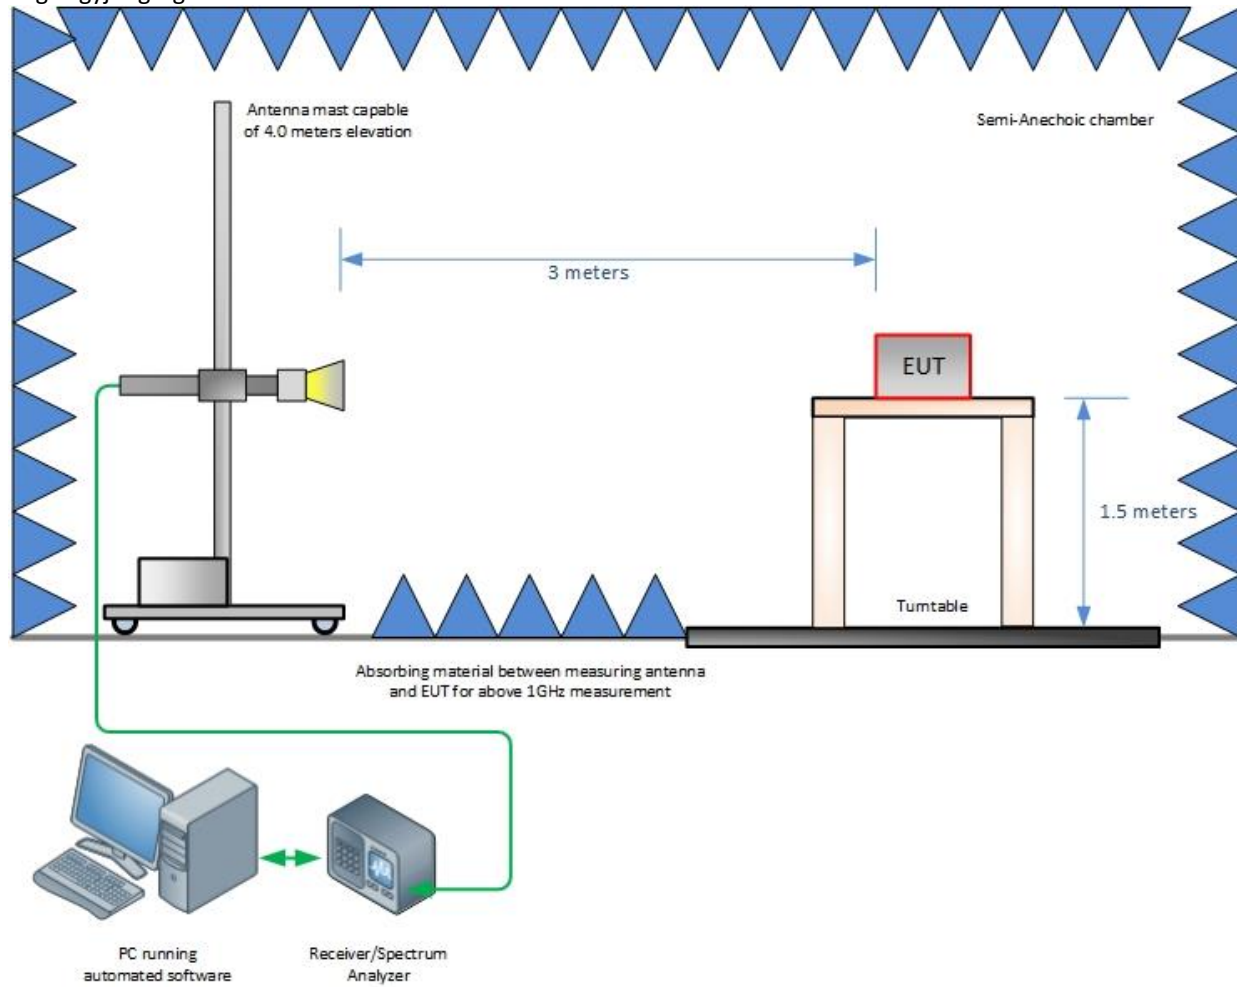 Antenna mast capable
of 4.0 meters elevation
Semi-Anechoic chamber
3 meters
EUT
1.5 meters
Turntable
Absorbing material between measuring antenna
and EUT for above 1GHz measurement
PC running
automated software
Receiver/Spectrum
Analyzer